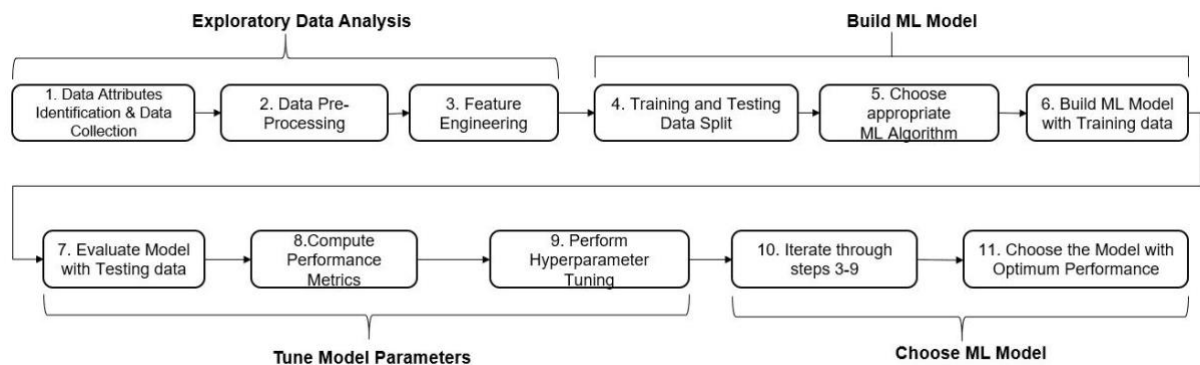 Exploratory Data Analysis
Build ML Model
1. Data Attributes
Identification & Data
Collection
2. Data Pre-
Processing
3. Feature
Engineering
4. Training and Testing
Data Split
5. Choose
appropriate
ML Algorithm
6. Build ML Model
with Training data
7. Evaluate Model
with Testing data
8.Compute
Performance
Metrics
9. Perform
Hyperparameter
Tuning
10. Iterate through
steps 3-9
11. Choose the Model with
Optimum Performance
Tune Model Parameters
Choose ML Model